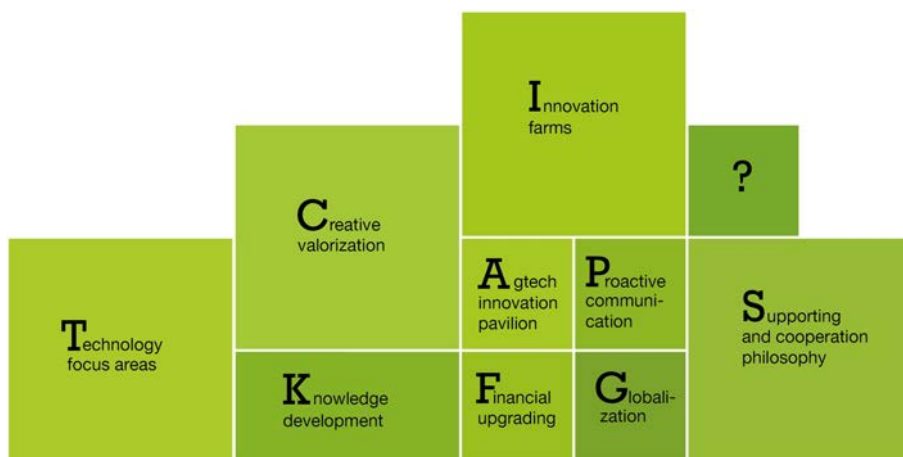 Innovation
farms
?
Creative
valorization
Agtech
innovation
pavilion
Proactive
communi-
cation
Supporting
and cooperation
philosophy
Technology
focus areas
Knowledge
development
Financial
upgrading
Globali-
zation